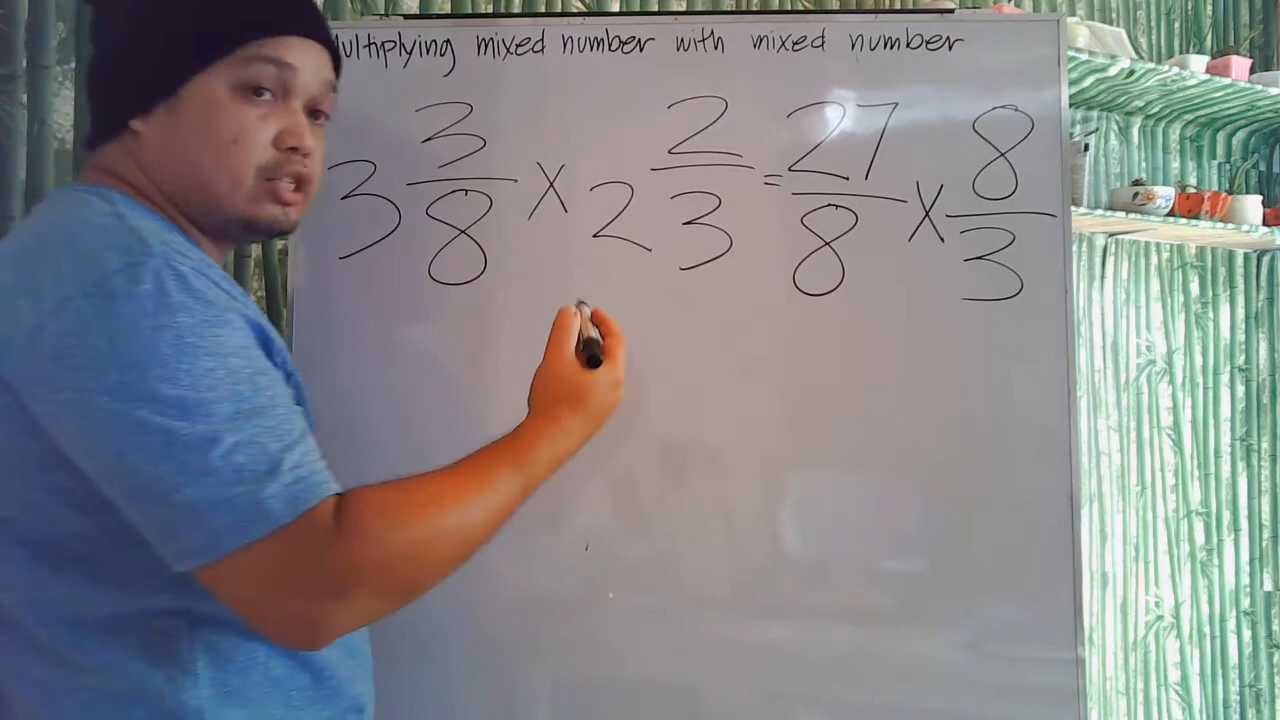 ultiplying mixed number with mixed number
3 3/8 x 2 2/3 = 27/8 x 8/3